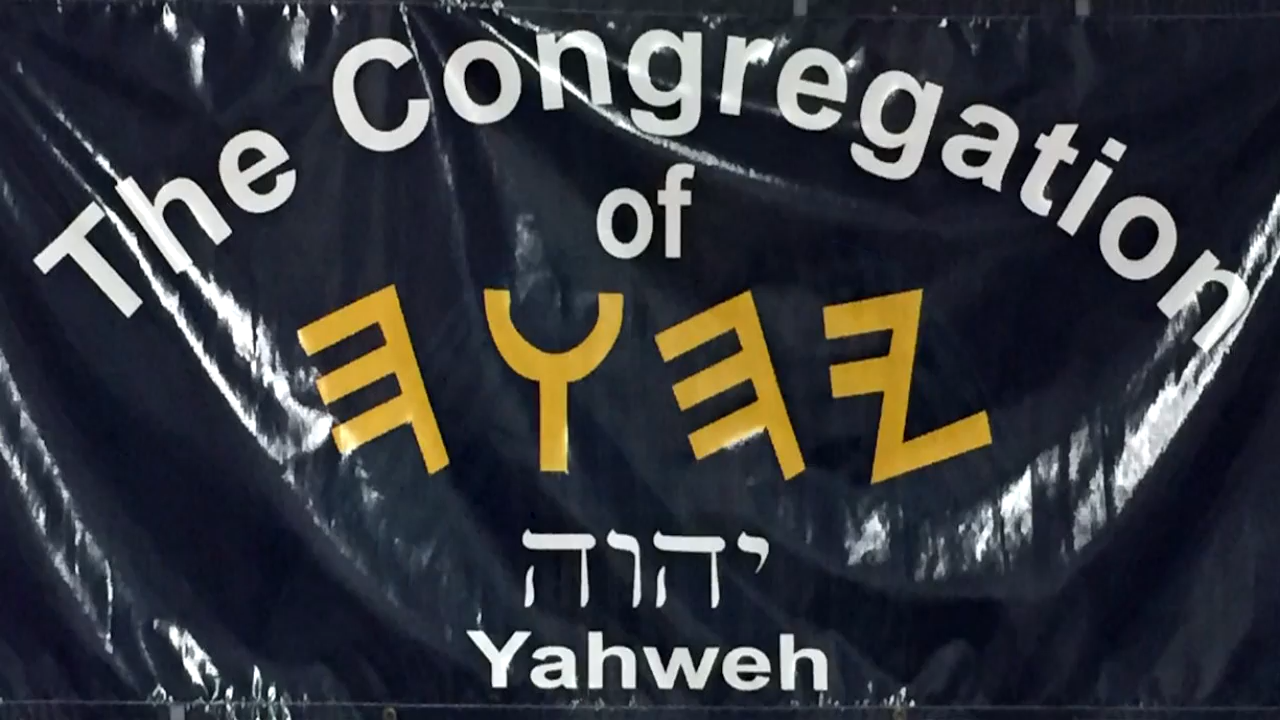 The Congregation
of
𐤉𐤄𐤅𐤄
יהוה
Yahweh